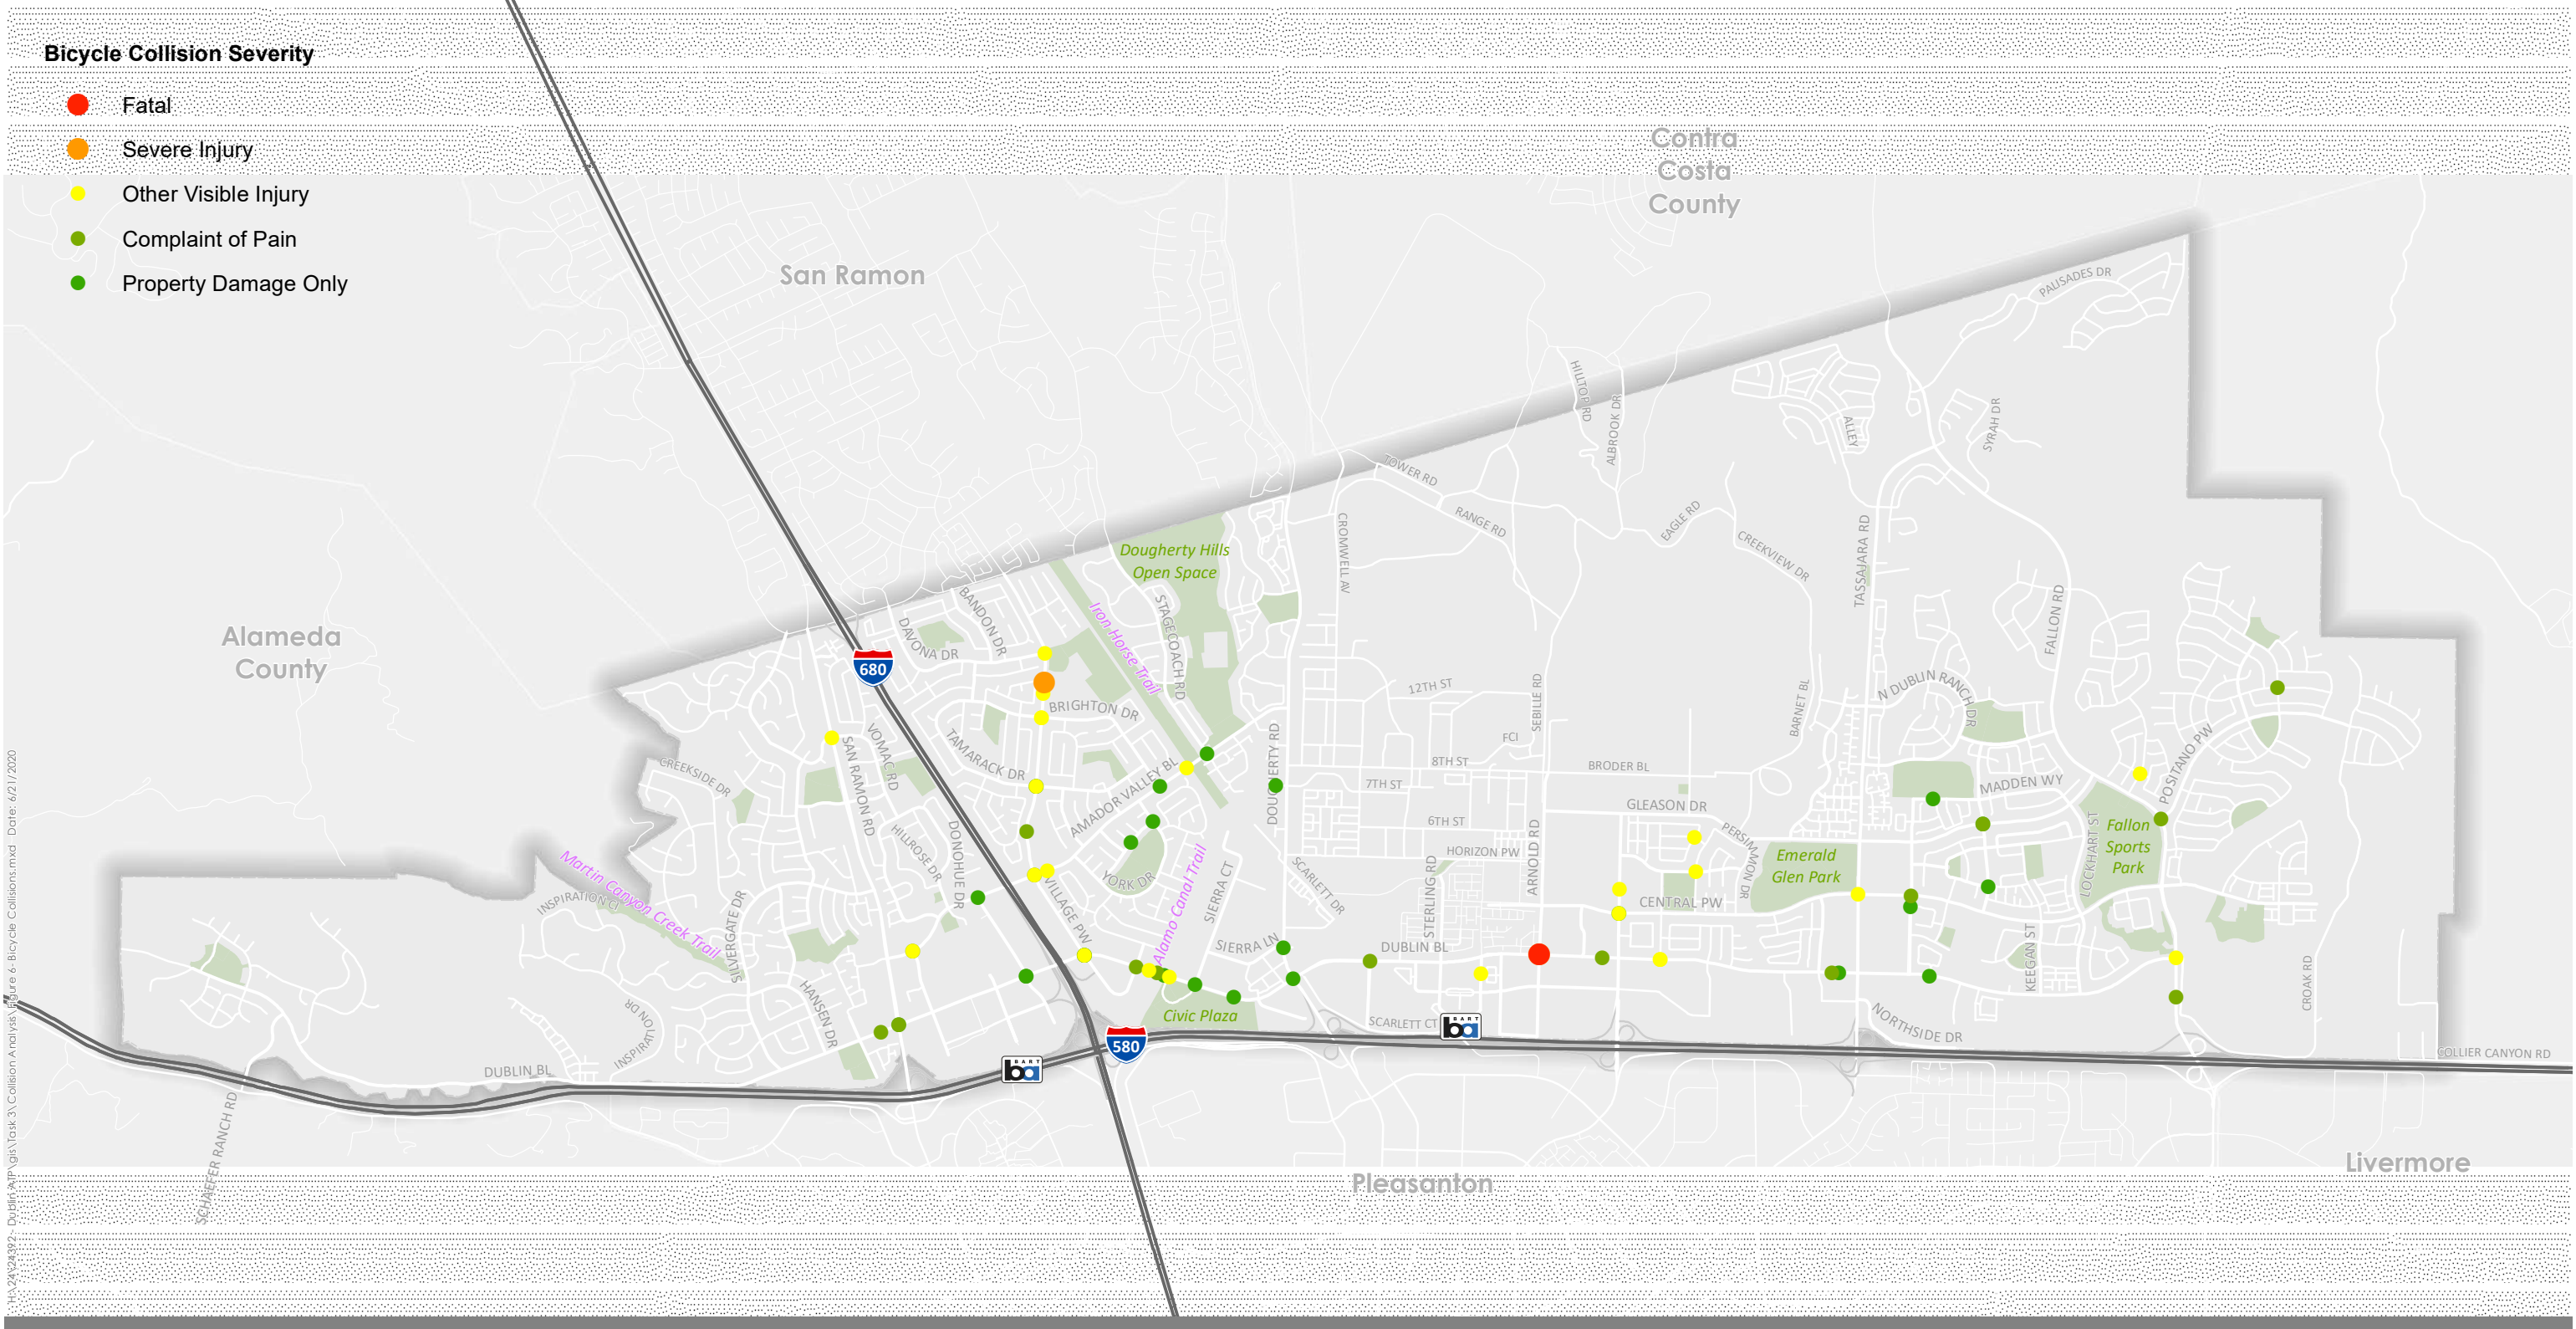 Bicycle Collision Severity
Fatal
Severe Injury
Other Visible Injury
Complaint of Pain
Property Damage Only
Contra
Costa
County
San Ramon
PALISADES DR
HILLTOP RD
ALBROOK DR
ALLEY
SYRAH DR
TOWER RD
RANGE RD
CROMWELL AV
EAGLE RD
CREEKVIEW DR
TASSAJARA RD
FALLON RD
Dougherty Hills
Open Space
Iron Horse Trail
STAGECOACH RD
BANDON DR
DAVONA DR
Alameda
County
680
BRIGHTON DR
12TH ST
SEBILLE RD
BARNET BL
N DUBLIN RANCH DR
FCI
TAMARACK DR
VOMAC RD
SAN RAMON RD
CREEKSIDE DR
AMADOR VALLEY BL
DOUGHERTY RD
8TH ST
7TH ST
6TH ST
BRODER BL
GLEASON DR
MADDEN WY
POSITANO PW
HORIZON PW
ARNOLD RD
PERSIMMON DR
Emerald
Glen Park
LOCKHART ST
Fallon
Sports
Park
HILLROSE DR
DONOHUE DR
YORK DR
VILLAGE PW
Alamo Canal Trail
SIERRA CT
SCARLETT DR
STERLING RD
CENTRAL PW
Martin Canyon Creek Trail
SILVERGATE DR
SIERRA LN
DUBLIN BL
KEEGAN ST
CROAK RD
HANSEN DR
INSPIRATION DR
Civic Plaza
SCARLETT CT
BART
ba
NORTHSIDE DR
580
BART
ba
COLLIER CANYON RD
DUBLIN BL
SCHAEFER RANCH RD
Pleasanton
Livermore